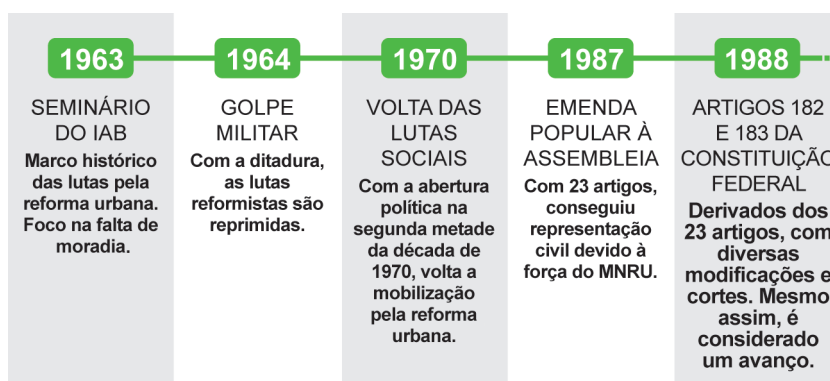 1963
SEMINÁRIO
DO IAB
Marco histórico
das lutas pela
reforma urbana.
Foco na falta de
moradia.
1964
GOLPE
MILITAR
Com a ditadura,
as lutas
reformistas são
reprimidas.
1970
VOLTA DAS
LUTAS
SOCIAIS
Com a abertura
política na
segunda metade
da década de
1970, volta a
mobilização
pela reforma
urbana.
1987
EMENDA
POPULAR À
ASSEMBLEIA
Com 23 artigos,
conseguiu
representação
civil devido à
força do MNRU.
1988
ARTIGOS 182
E 183 DA
CONSTITUIÇÃO
FEDERAL
Derivados dos
23 artigos, com
diversas
modificações e
cortes. Mesmo
assim, é
considerado
um avanço.